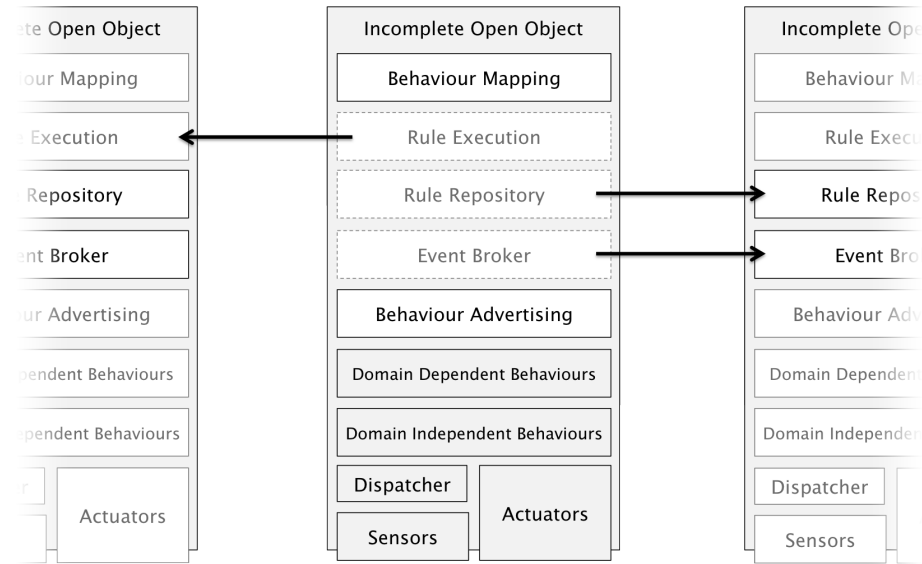 Open Object
Mapping
Execution
Repository
Broker
Advertising
Behaviours
Behaviours
Actuators
Incomplete Open Object
Behaviour Mapping
Rule Execution
Rule Repository
Event Broker
Behaviour Advertising
Domain Dependent Behaviours
Domain Independent Behaviours
Dispatcher
Sensors
Actuators
Incomplete
Behaviour
Rule
Rule
Event
Behaviour
Domain
Domain
Dispatcher
Sensors